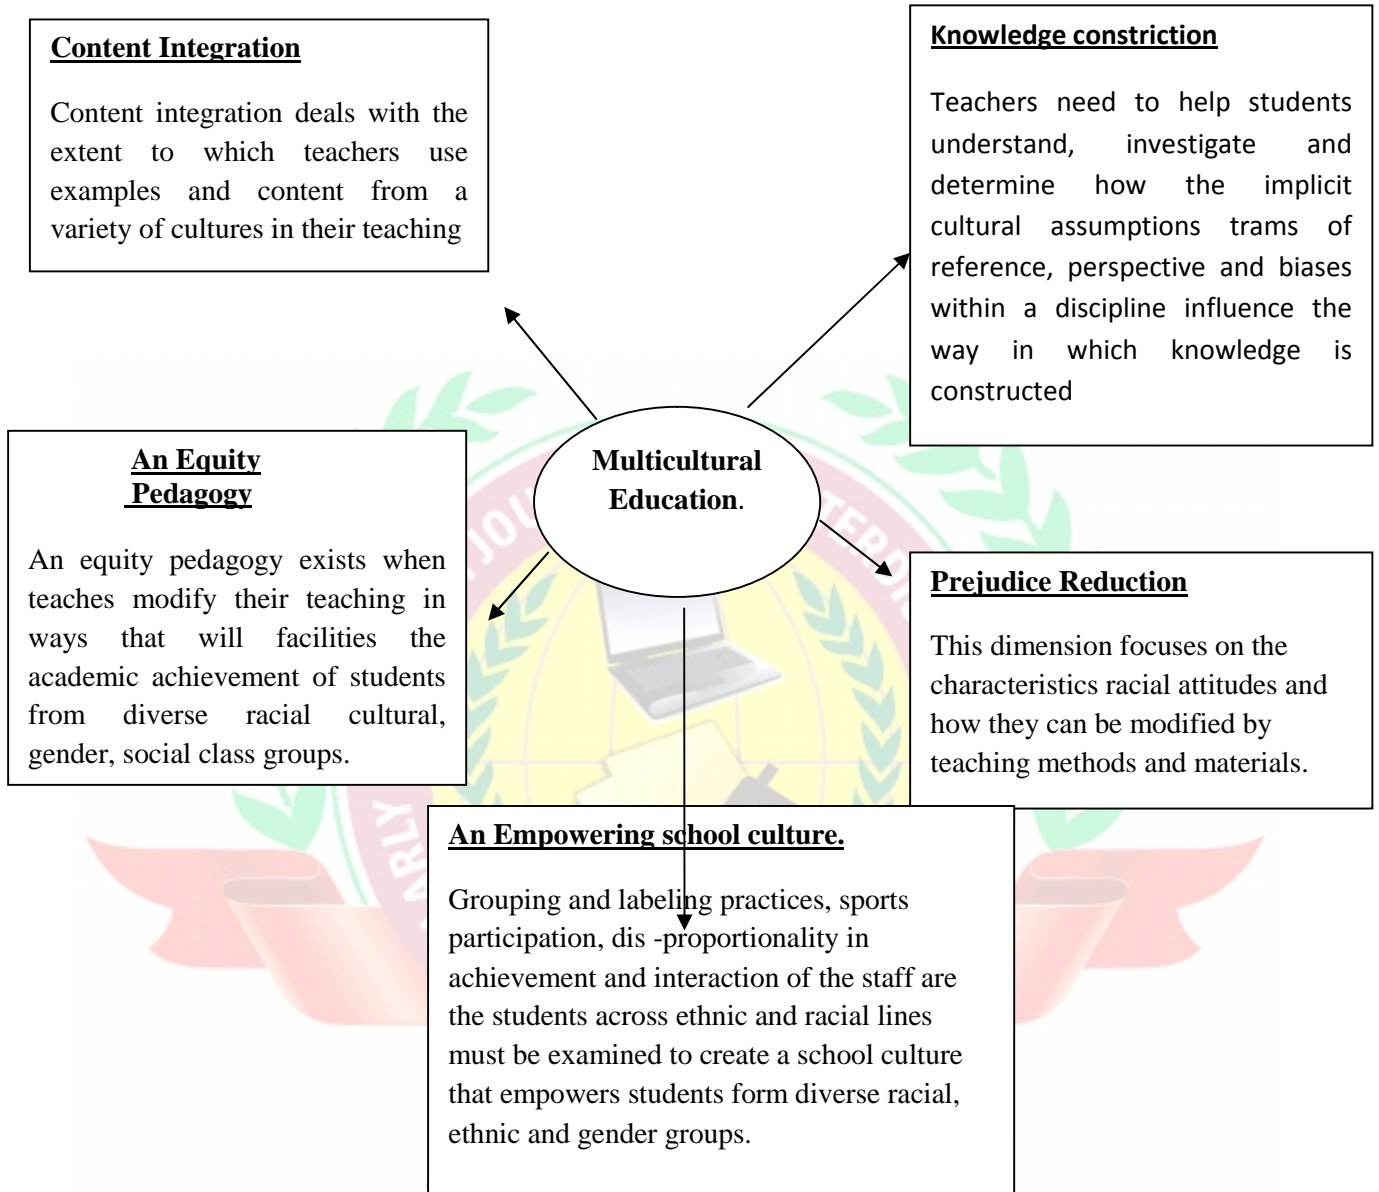 Content Integration
Content integration deals with the
extent to which teachers use
examples and content from a
variety of cultures in their teaching
Knowledge constriction
Teachers need to help students
understand, investigate and
determine how the implicit
cultural assumptions trams of
reference, perspective and biases
within a discipline influence the
way in which knowledge is
constructed
Multicultural
Education.
An Equity
Pedagogy
An equity pedagogy exists when
teaches modify their teaching in
ways that will facilities the
academic achievement of students
from diverse racial cultural,
gender, social class groups.
Prejudice Reduction
This dimension focuses on the
characteristics racial attitudes and
how they can be modified by
teaching methods and materials.
An Empowering school culture.
Grouping and labeling practices, sports
participation, dis -proportionality in
achievement and interaction of the staff are
the students across ethnic and racial lines
must be examined to create a school culture
that empowers students form diverse racial,
ethnic and gender groups.